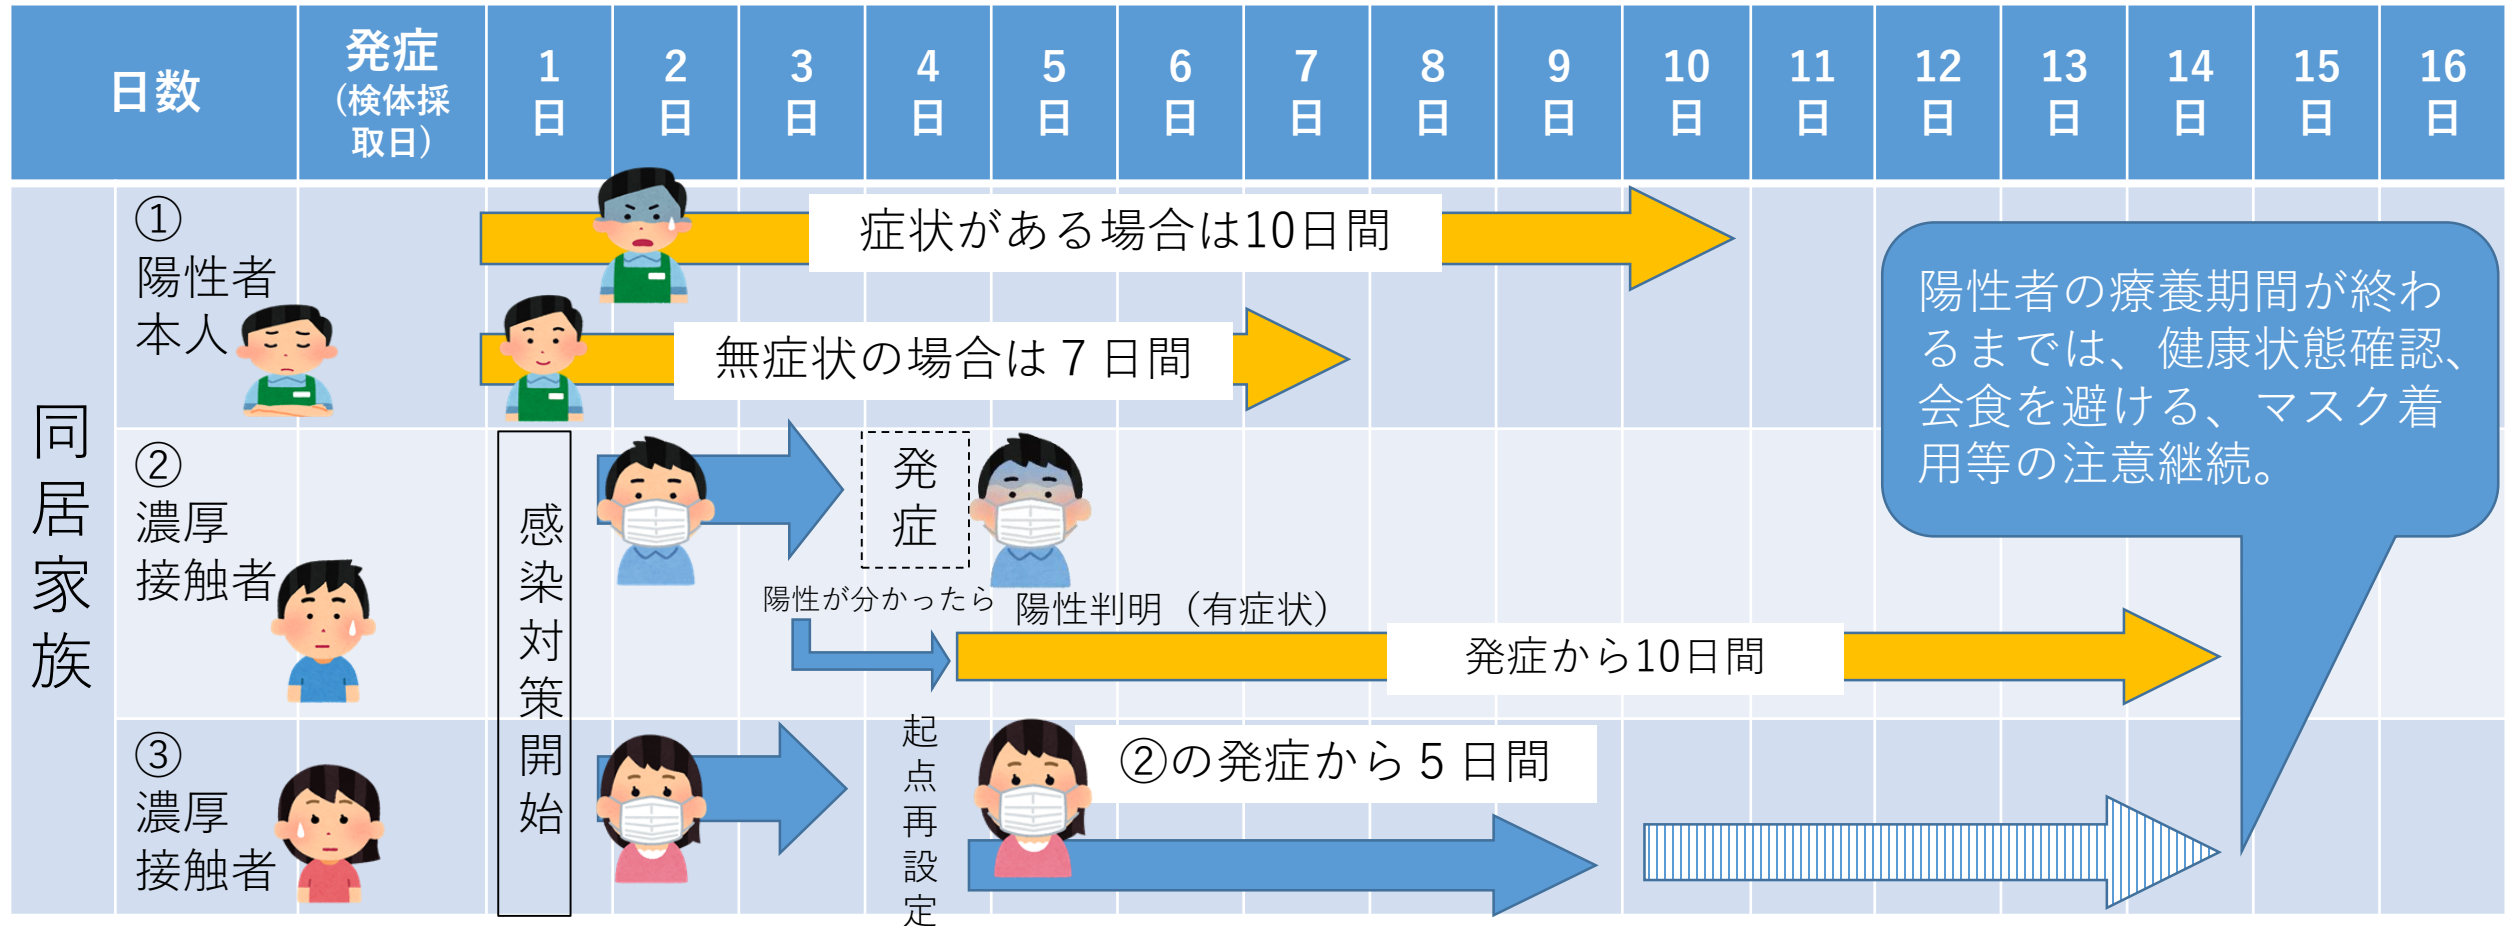 日数
発症
（検体採
取日）
1
日
2
日
3
日
4
日
5
日
6
日
7
日
8
日
9
日
10
日
11
日
12
日
13
日
14
日
15
日
16
日
同居家族
①
陽性者
本人
症状がある場合は10日間
無症状の場合は７日間
陽性者の療養期間が終わ
るまでは、健康状態確認、
会食を避ける、マスク着
用等の注意継続。
②
濃厚
接触者
感染対策開始
発症
陽性が分かったら
陽性判明（有症状）
発症から10日間
③
濃厚
接触者
起点再設定
②の発症から５日間